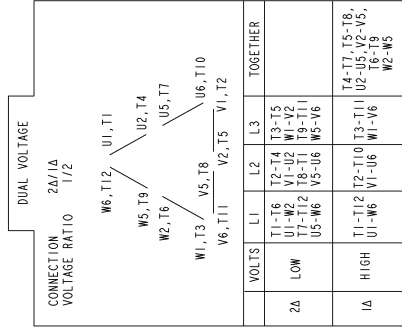 DUAL VOLTAGE
CONNECTION 2Δ/1Δ
VOLTAGE RATIO 1/2
W6,T12 U1,T1
W5,T9 U2,T4
W2,T6 U5,T7
W1,T3 V5,T8 U6,T10
V6,T11 V2,T5 V1,T2
VOLTS L1 L2 L3 TOGETHER
2Δ LOW T1-T6 T2-T4 T3-T5
U1-W2 V1-U2 W1-V2
T7-T12 T8-T1 T9-T11
U5-W6 V5-U6 W5-V6
1Δ HIGH T1-T12 T2-T10 T3-T11 T4-T7,T5-T8,
U1-W6 V1-U6 W1-V6 U2-U5,V2-V5,
T6-T9
W2-W5